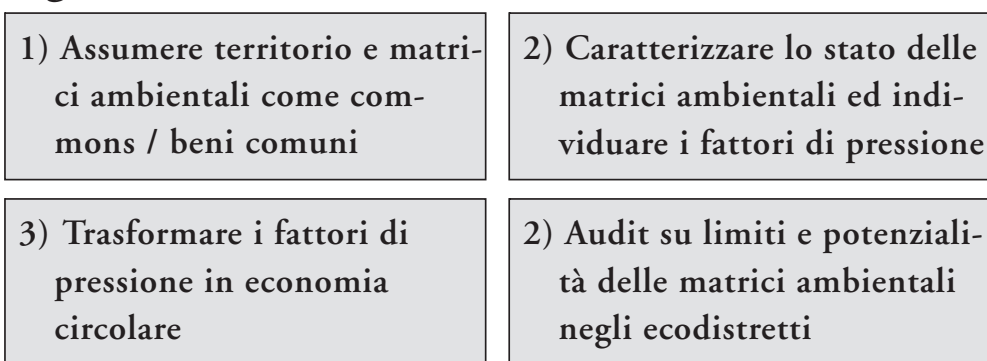 1) Assumere territorio e matri-
ci ambientali come com-
mons / beni comuni
2) Caratterizzare lo stato delle
matrici ambientali ed indi-
viduare i fattori di pressione
3) Trasformare i fattori di
pressione in economia
circolare
2) Audit su limiti e potenziali-
tà delle matrici ambientali
negli ecodistretti